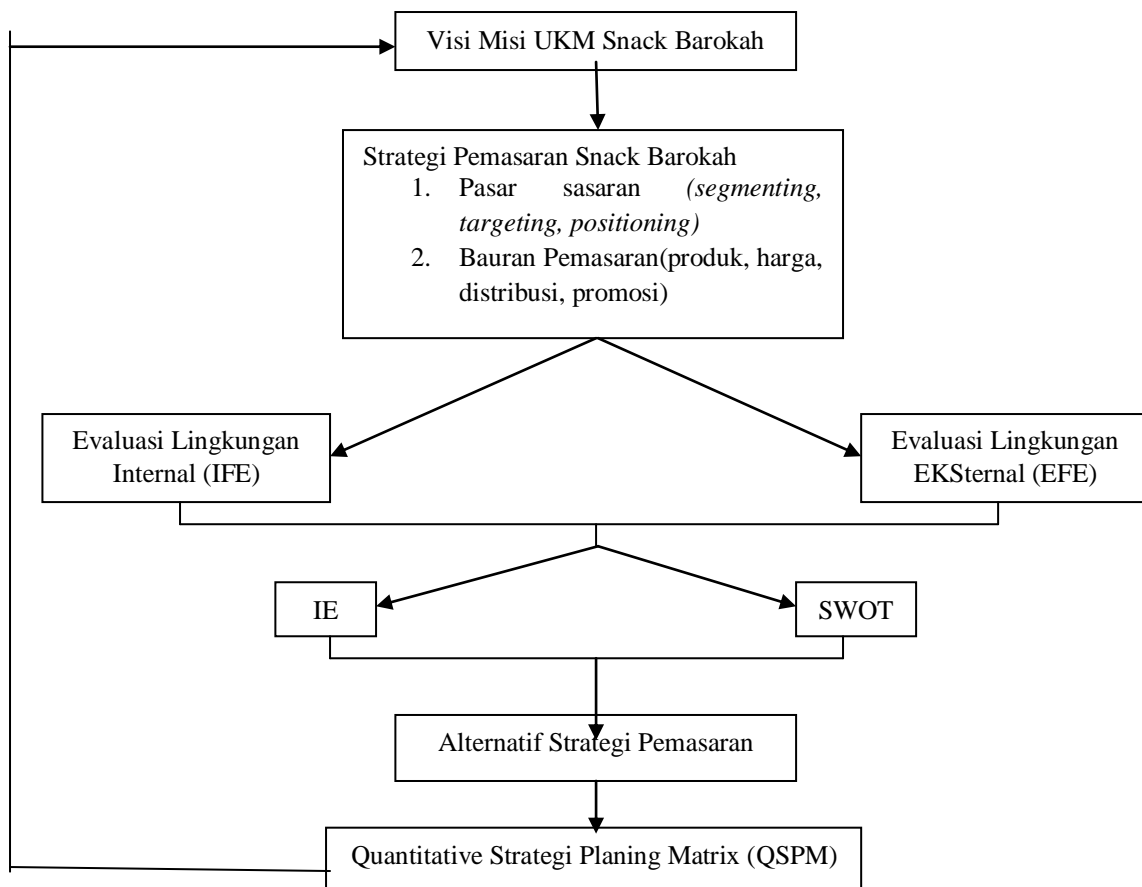 Visi Misi UKM Snack Barokah
Strategi Pemasaran Snack Barokah
1. Pasar sasaran (segmenting,
targeting, positioning)
2. Bauran Pemasaran(produk, harga,
distribusi, promosi)
Evaluasi Lingkungan
Internal (IFE)
Evaluasi Lingkungan
EKSternal (EFE)
IE
SWOT
Alternatif Strategi Pemasaran
Quantitative Strategi Planing Matrix (QSPM)